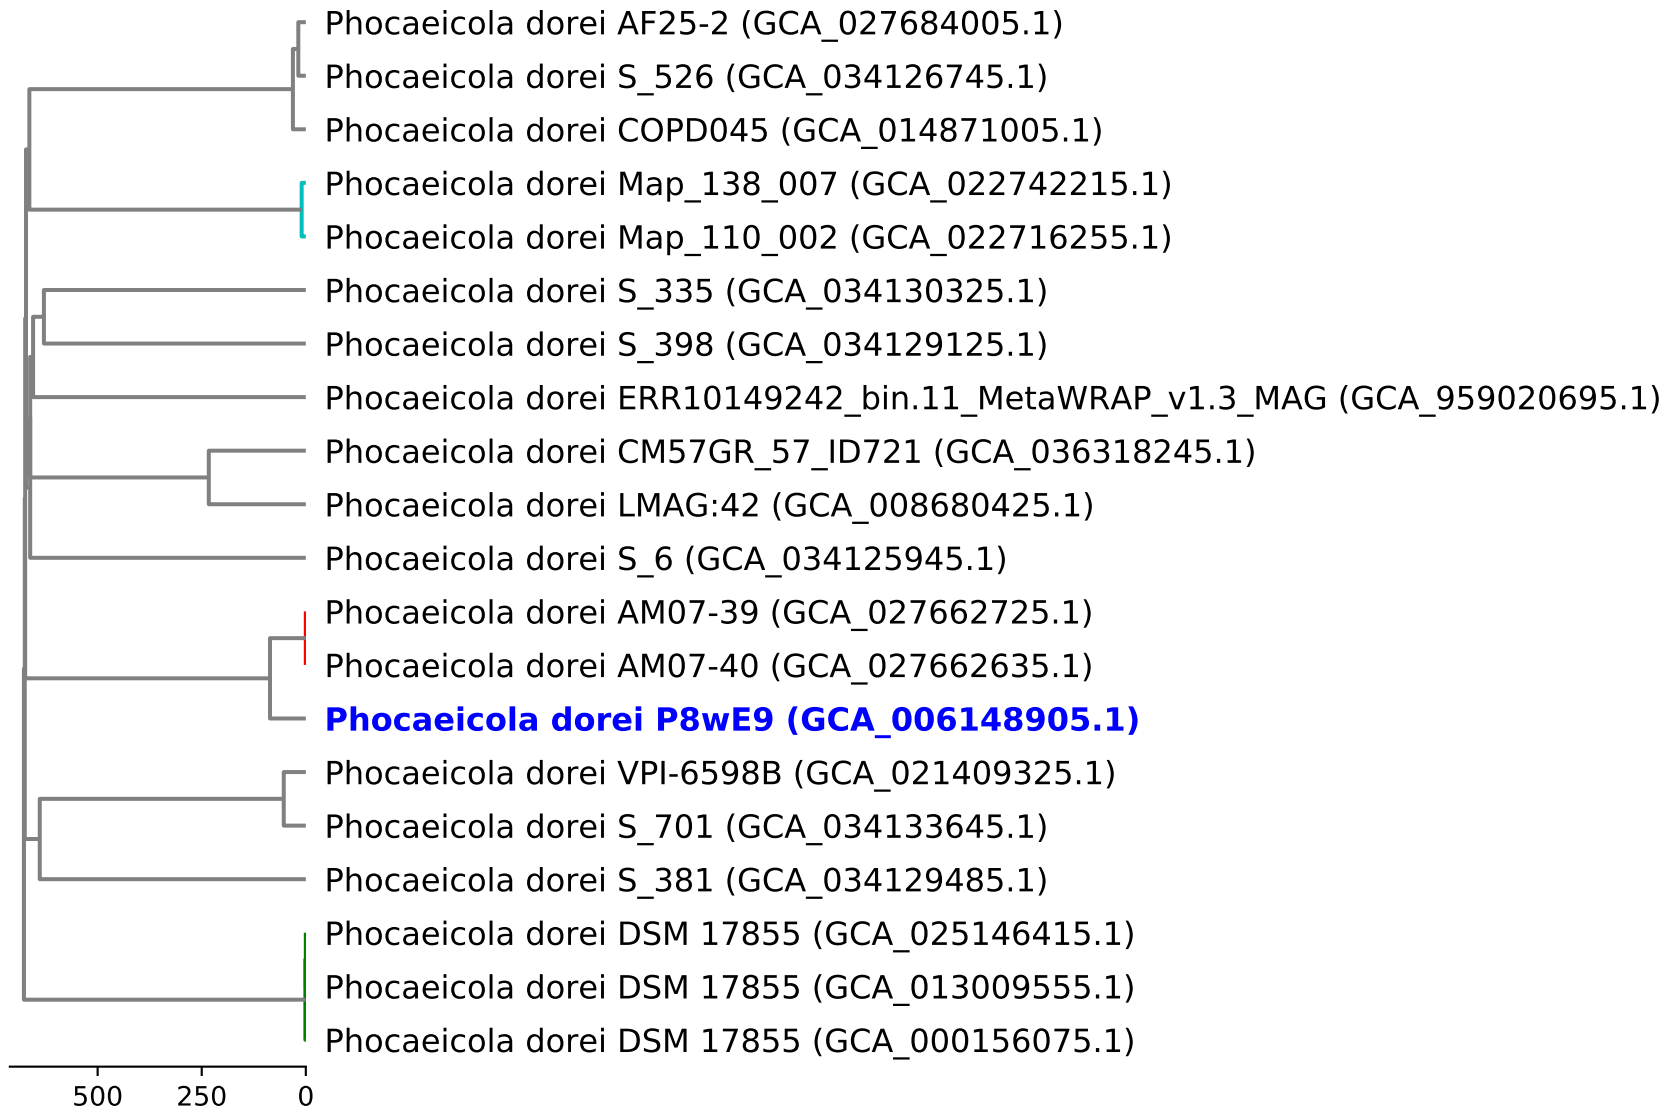 Phocaeicola dorei AF25-2 (GCA_027684005.1)
Phocaeicola dorei S_526 (GCA_034126745.1)
Phocaeicola dorei COPD045 (GCA_014871005.1)
Phocaeicola dorei Map_138_007 (GCA_022742215.1)
Phocaeicola dorei Map_110_002 (GCA_022716255.1)
Phocaeicola dorei S_335 (GCA_034130325.1)
Phocaeicola dorei S_398 (GCA_034129125.1)
Phocaeicola dorei ERR10149242_bin.11_MetaWRAP_v1.3_MAG (GCA_959020695.1)
Phocaeicola dorei CM57GR_57_ID721 (GCA_036318245.1)
Phocaeicola dorei LMAG:42 (GCA_008680425.1)
Phocaeicola dorei S_6 (GCA_034125945.1)
Phocaeicola dorei AM07-39 (GCA_027662725.1)
Phocaeicola dorei AM07-40 (GCA_027662635.1)
Phocaeicola dorei P8wE9 (GCA_006148905.1)
Phocaeicola dorei VPI-6598B (GCA_021409325.1)
Phocaeicola dorei S_701 (GCA_034133645.1)
Phocaeicola dorei S_381 (GCA_034129485.1)
Phocaeicola dorei DSM 17855 (GCA_025146415.1)
Phocaeicola dorei DSM 17855 (GCA_013009555.1)
Phocaeicola dorei DSM 17855 (GCA_000156075.1)
500 250 0